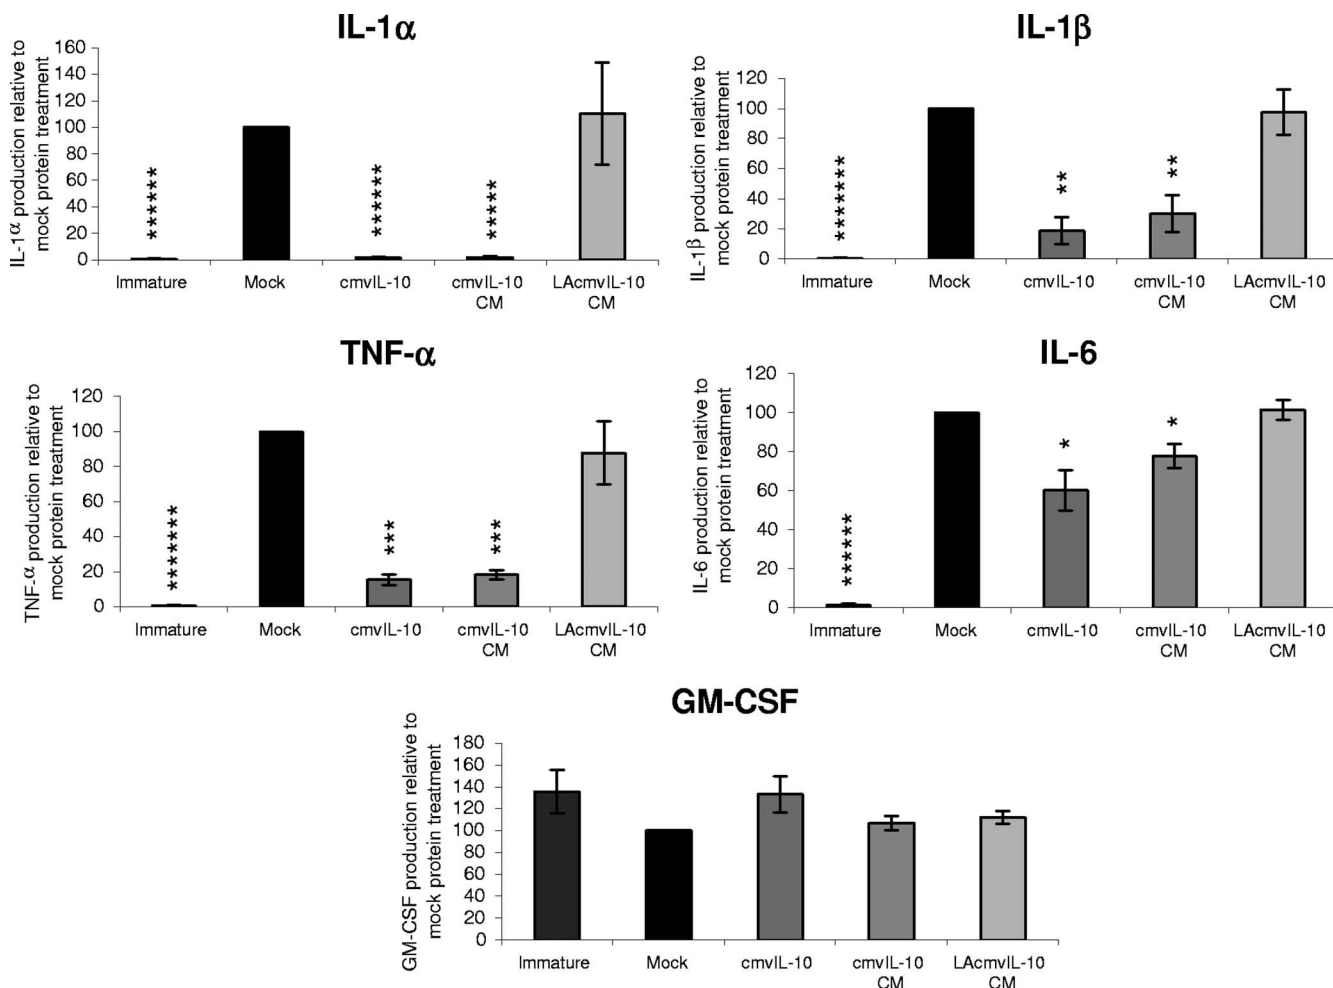 IL-1α
IL-1α production relative to
mock protein treatment
160
140
120
100
80
60
40
20
0
******
******
*****
Immature
Mock
cmvIL-10
cmvIL-10
CM
LAcmvIL-10
CM
IL-1β
IL-1β production relative to
mock protein treatment
120
100
80
60
40
20
0
*******
**
**
Immature
Mock
cmvIL-10
cmvIL-10
CM
LAcmvIL-10
CM
TNF-α
TNF-α production relative to
mock protein treatment
120
100
80
60
40
20
0
*******
***
***
Immature
Mock
cmvIL-10
cmvIL-10
CM
LAcmvIL-10
CM
IL-6
IL-6 production relative to
mock protein treatment
120
100
80
60
40
20
0
******
*
*
Immature
Mock
cmvIL-10
cmvIL-10
CM
LAcmvIL-10
CM
GM-CSF
GM-CSF production relative to
mock protein treatment
180
160
140
120
100
80
60
40
20
0
Immature
Mock
cmvIL-10
cmvIL-10
CM
LAcmvIL-10
CM